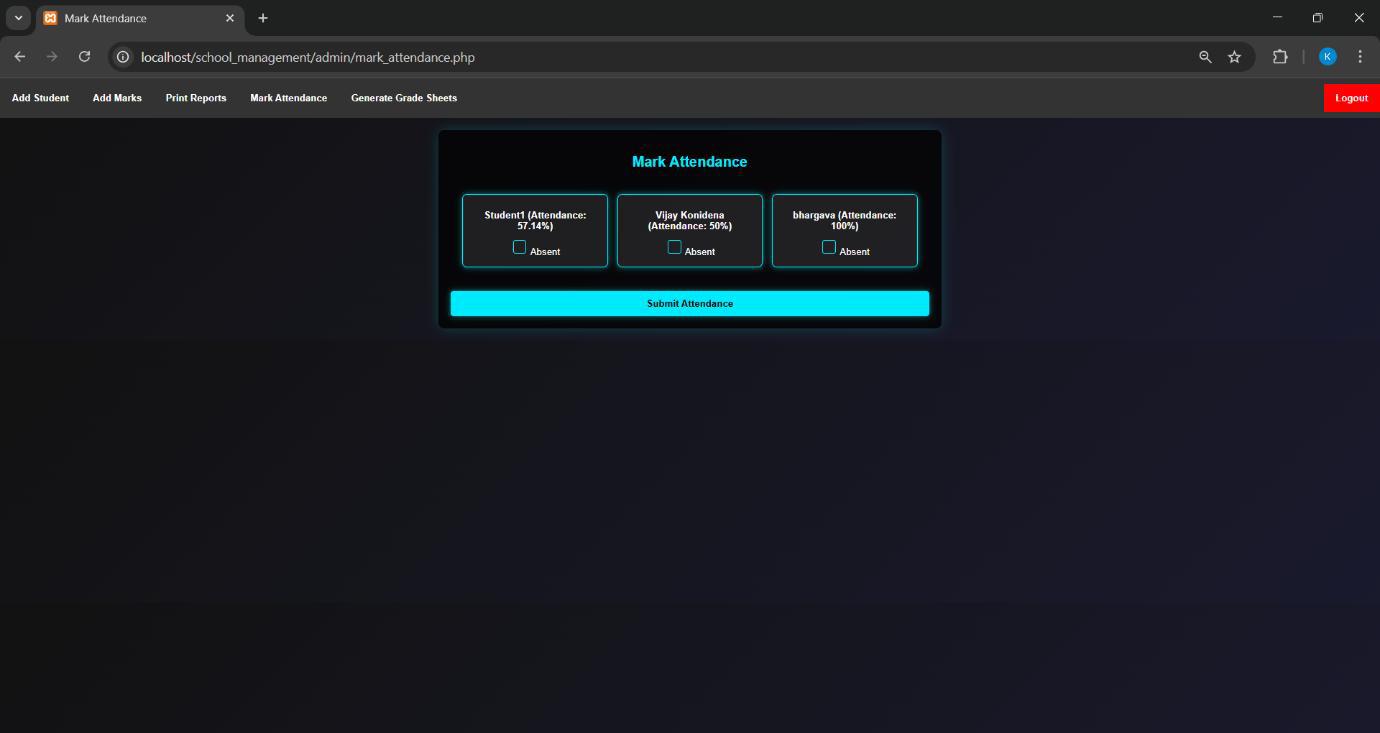 Mark Attendance
localhost/school_management/admin/mark_attendance.php
K
Add Student Add Marks Print Reports Mark Attendance Generate Grade Sheets Logout
Mark Attendance
Student1 (Attendance:
57.14%)
Absent
Vijay Konidena
(Attendance: 50%)
Absent
bhargava (Attendance:
100%)
Absent
Submit Attendance